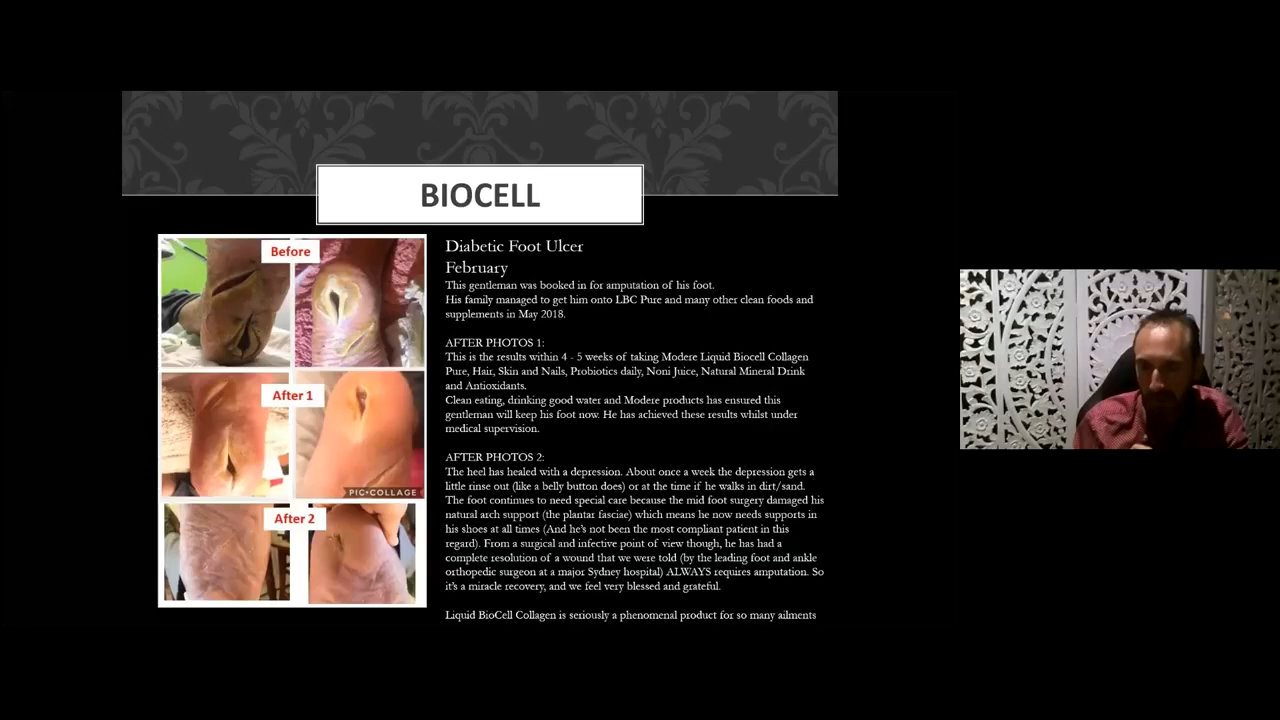 BIOCELL
Before
After 1
PIC•COLLAGE
After 2
Diabetic Foot Ulcer
February
This gentleman was booked in for amputation of his foot.
His family managed to get him onto LBC Pure and many other clean foods and
supplements in May 2018.
AFTER PHOTOS 1:
This is the results within 4 - 5 weeks of taking Modere Liquid Biocell Collagen
Pure, Hair, Skin and Nails, Probiotics daily, Noni Juice, Natural Mineral Drink
and Antioxidants.
Clean eating, drinking good water and Modere products has ensured this
gentleman will keep his foot now. He has achieved these results whilst under
medical supervision.
AFTER PHOTOS 2:
The heel has healed with a depression. About once a week the depression gets a
little rinse out (like a belly button does) or at the time if he walks in dirt/sand.
The foot continues to need special care because the mid foot surgery damaged his
natural arch support (the plantar fasciae) which means he now needs supports in
his shoes at all times (And he's not been the most compliant patient in this
regard). From a surgical and infective point of view though, he has had a
complete resolution of a wound that we were told (by the leading foot and ankle
orthopedic surgeon at a major Sydney hospital) ALWAYS requires amputation. So
it's a miracle recovery, and we feel very blessed and grateful.
Liquid BioCell Collagen is seriously a phenomenal product for so many ailments